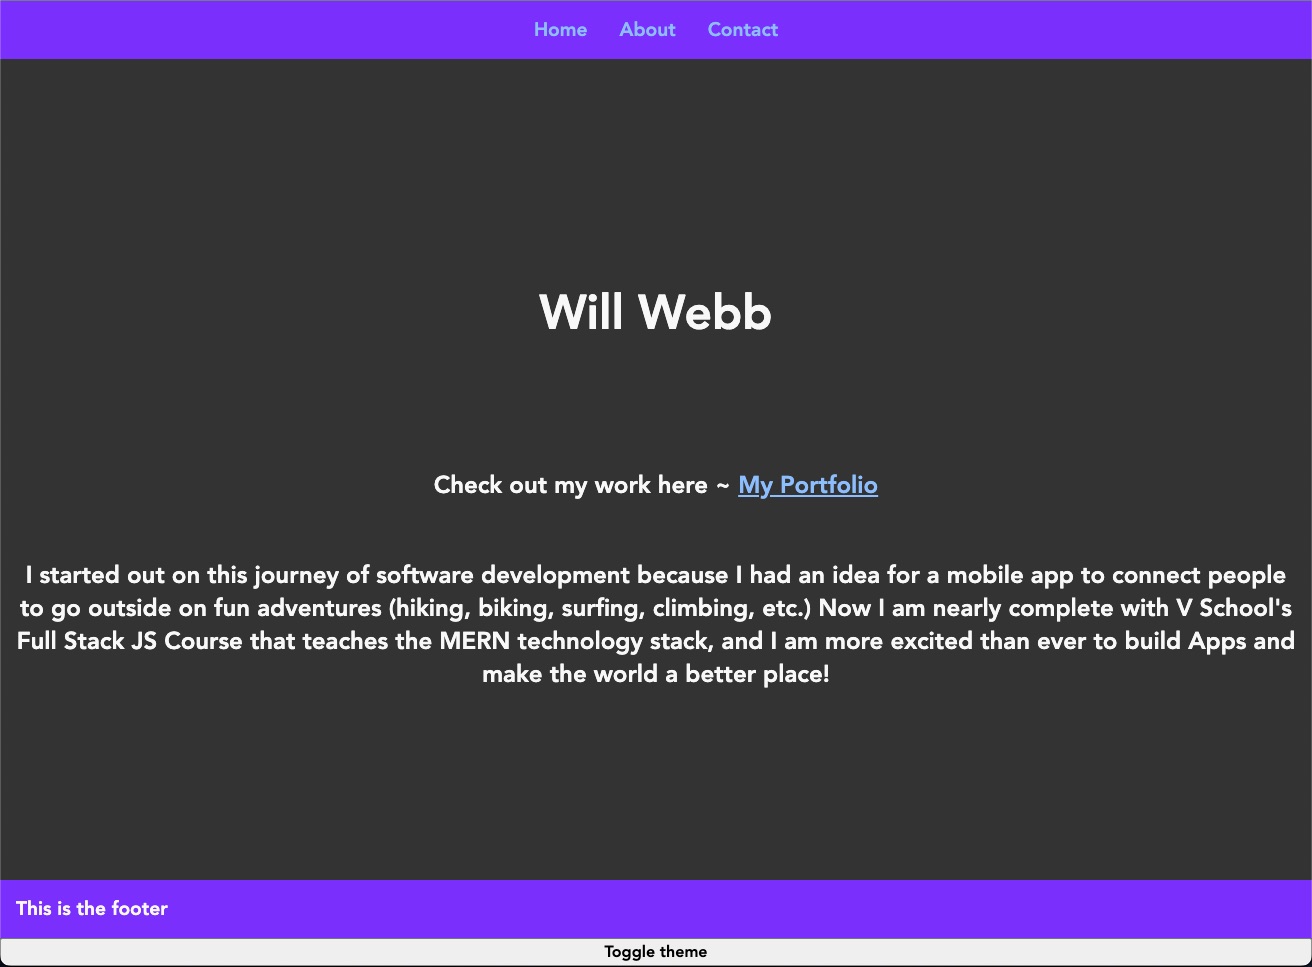 Home About Contact
Will Webb
Check out my work here ~ My Portfolio
I started out on this journey of software development because I had an idea for a mobile app to connect people
to go outside on fun adventures (hiking, biking, surfing, climbing, etc.) Now I am nearly complete with V School's
Full Stack JS Course that teaches the MERN technology stack, and I am more excited than ever to build Apps and
make the world a better place!
This is the footer
Toggle theme